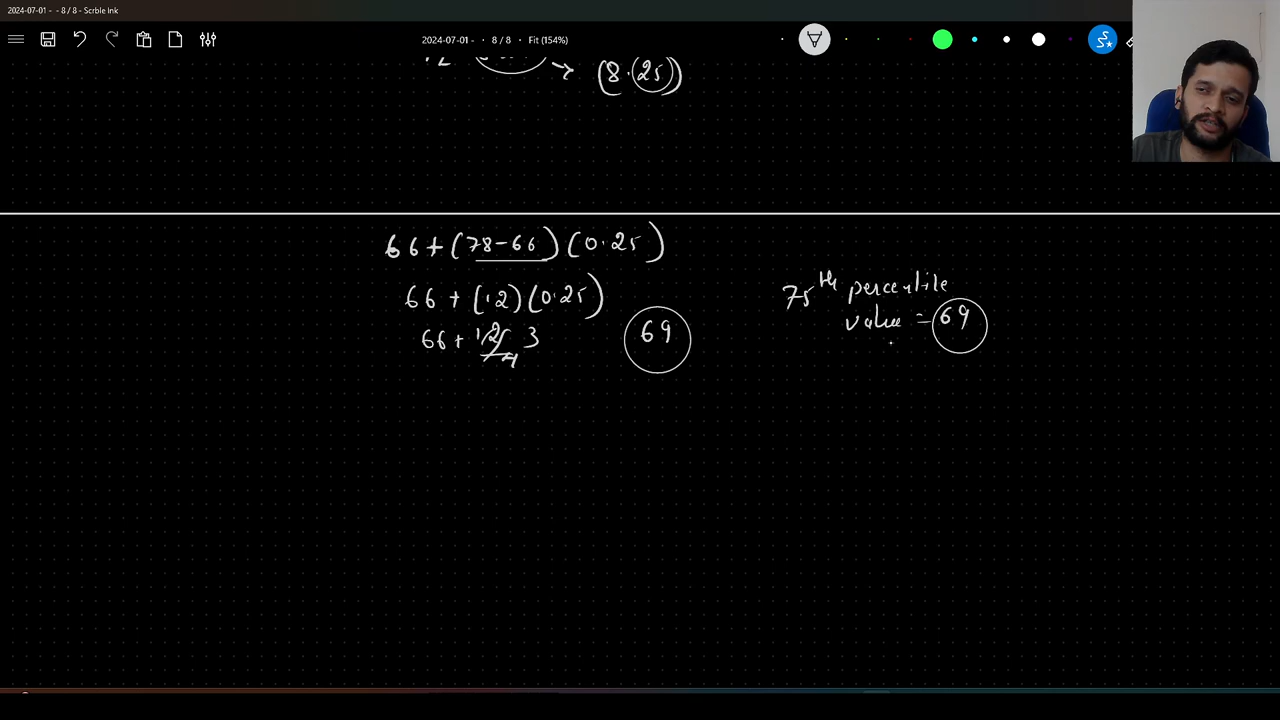 2024-07-01 - - 8 / 8 - Scrble Ink
2024-07-01 - • 8 / 8 • Fit (154%)
(8.25)
66+(78-66)(0.25)
66 + (12)(0.25)
66 + 12/4 3
69
75th percentile
value = 69